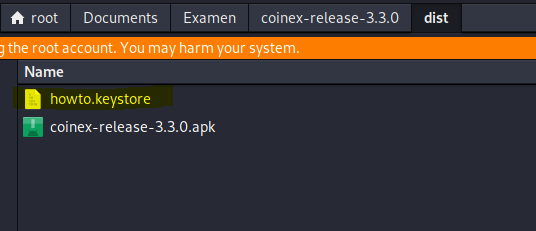 root Documents Examen coinex-release-3.3.0 dist
g the root account. You may harm your system.
Name
howto.keystore
coinex-release-3.3.0.apk